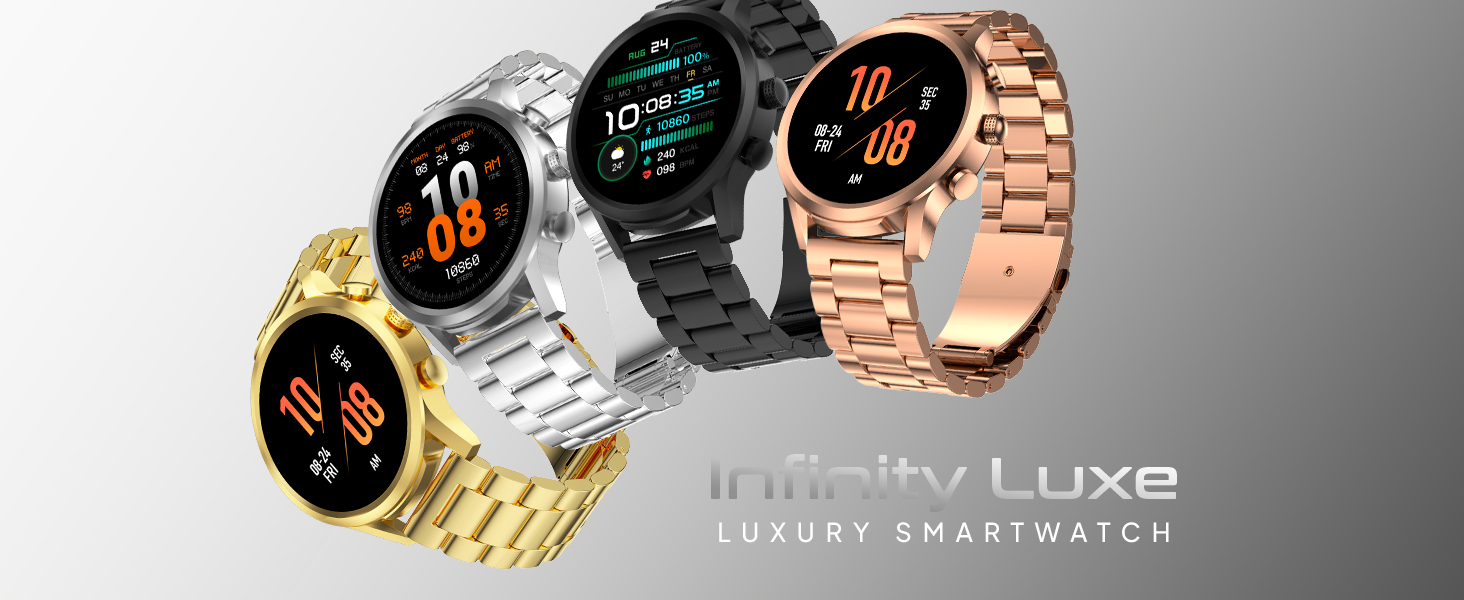 AUG 24
BATTERY
100%
SU MO TU WE TH FR SA
10:08:35 AM
PM
10860 STEPS
240 KCAL
098 BPM
24°
10
SEC
35
08-24
FRI
08
AM
MONTH DAY BATTERY
08 24 98%
10 AM
TIME
98
BPM
08
35
SEC
240
KCAL
10860
STEPS
SEC
35
10
08
08-24
FRI
AM
Infinity Luxe
LUXURY SMARTWATCH